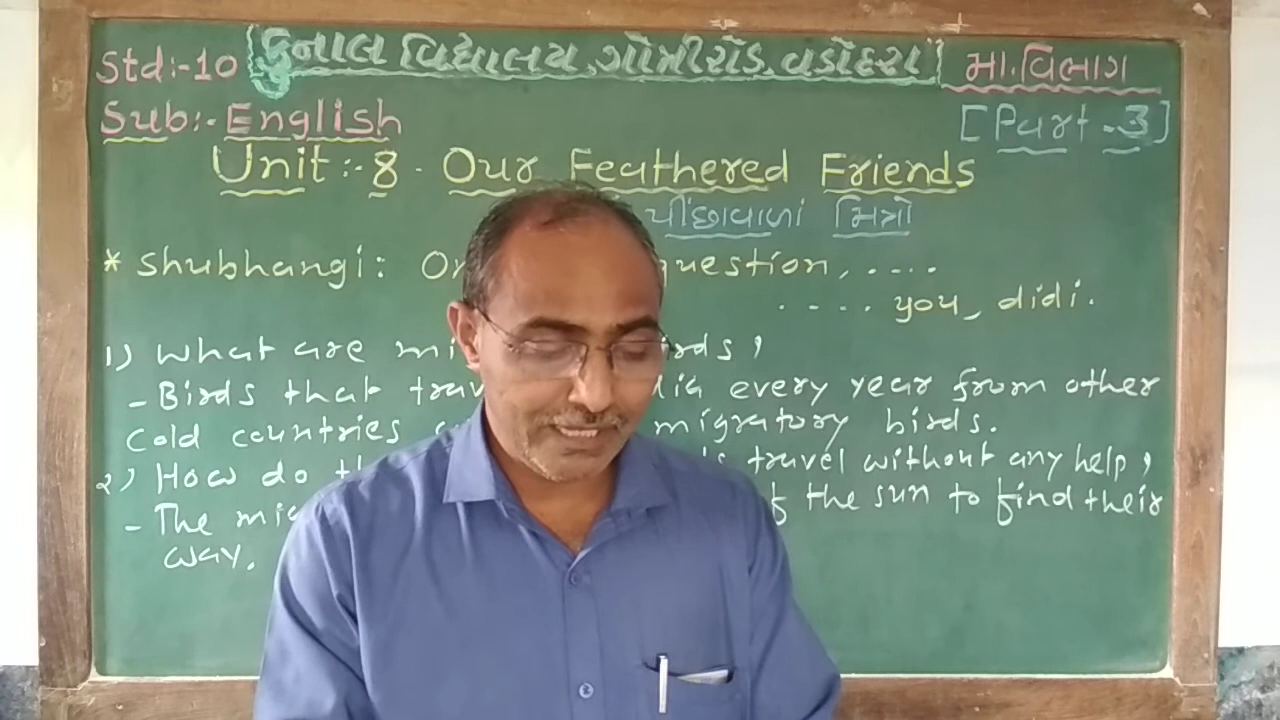 Std:-10 કુનાલ વિદ્યાલય, ગોત્રીરોડ, વડોદરા મા.વિભાગ
Sub:- English [Part-3]
Unit:-8. Our Feathered Friends
પીંછાવાળાં મિત્રો
* Shubhangi: question, ....
.... you, didi.
1) What are
- Birds that every year from other
Cold countries migratory birds.
2) How do travel without any help,
- The the sun to find their
way.